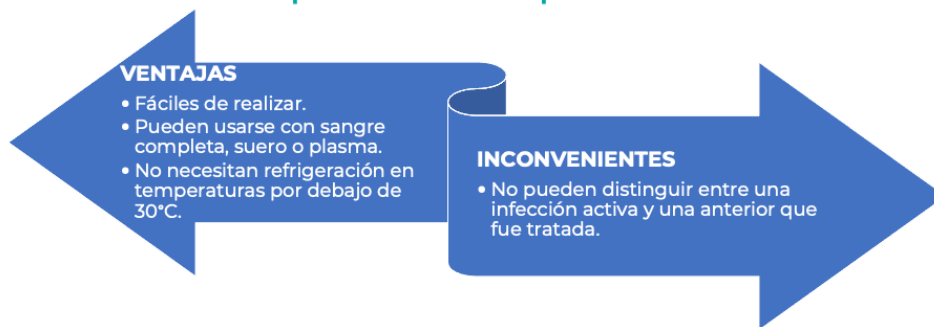 VENTAJAS
• Fáciles de realizar.
• Pueden usarse con sangre
completa, suero o plasma.
• No necesitan refrigeración en
temperaturas por debajo de
30°C.
INCONVENIENTES
• No pueden distinguir entre una
infección activa y una anterior que
fue tratada.